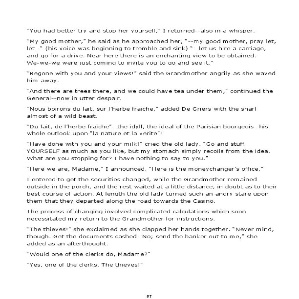 "You had better try and stop her yourself," I returned—also in a whisper.
"My good mother," he said as he approached her, "—my good mother, pray let,
let—" (his voice was beginning to tremble and sink) "—let us hire a carriage,
and go for a drive. Near here there is an enchanting view to be obtained.
We-we-we were just coming to invite you to go and see it."
"Begone with you and your views!" said the Grandmother angrily as she waved
him away.
"And there are trees there, and we could have tea under them," continued the
General—now in utter despair.
"Nous boirons du lait, sur l'herbe fraiche," added De Griers with the snarl
almost of a wild beast.
"Du lait, de l'herbe fraiche"—the idyll, the ideal of the Parisian bourgeois—his
whole outlook upon "la nature et la verite"!
"Have done with you and your milk!" cried the old lady. "Go and stuff
YOURSELF as much as you like, but my stomach simply recoils from the idea.
What are you stopping for? I have nothing to say to you."
"Here we are, Madame," I announced. "Here is the moneychanger's office."
I entered to get the securities changed, while the Grandmother remained
outside in the porch, and the rest waited at a little distance, in doubt as to their
best course of action. At length the old lady turned such an angry stare upon
them that they departed along the road towards the Casino.
The process of changing involved complicated calculations which soon
necessitated my return to the Grandmother for instructions.
"The thieves!" she exclaimed as she clapped her hands together. "Never mind,
though. Get the documents cashed—No; send the banker out to me," she
added as an afterthought.
"Would one of the clerks do, Madame?"
"Yes, one of the clerks. The thieves!"